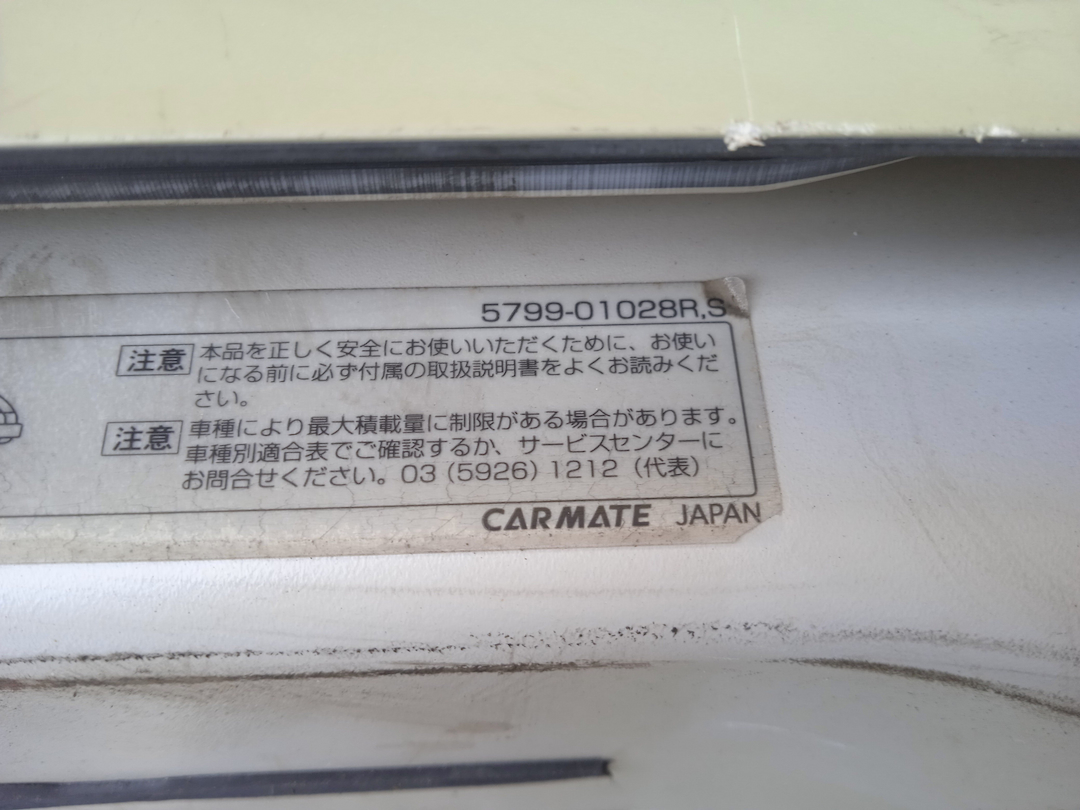 5799-01028R,S
注意 本品を正しく安全にお使いいただくために、お使い
になる前に必ず付属の取扱説明書をよくお読みくだ
さい。
注意 車種により最大積載量に制限がある場合があります。
車種別適合表でご確認するか、サービスセンターに
お問合せください。03 (5926) 1212 (代表)
CARMATE JAPAN